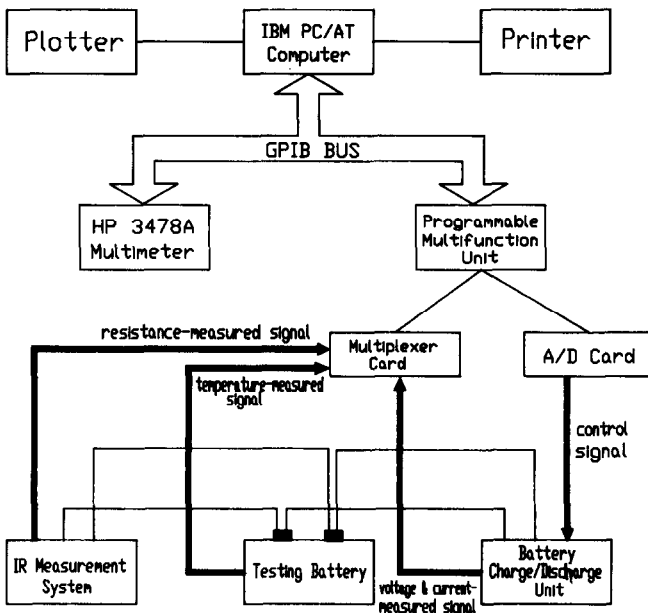 Plotter
IBM PC/AT
Computer
Printer
GPIB BUS
HP 3478A
Multimeter
Programmable
Multifunction
Unit
resistance-measured signal
Multiplexer
Card
A/D Card
temperature-measured
signal
control
signal
IR Measurement
System
Testing Battery
voltage & current-
measured signal
Battery
Charge/Discharge
Unit